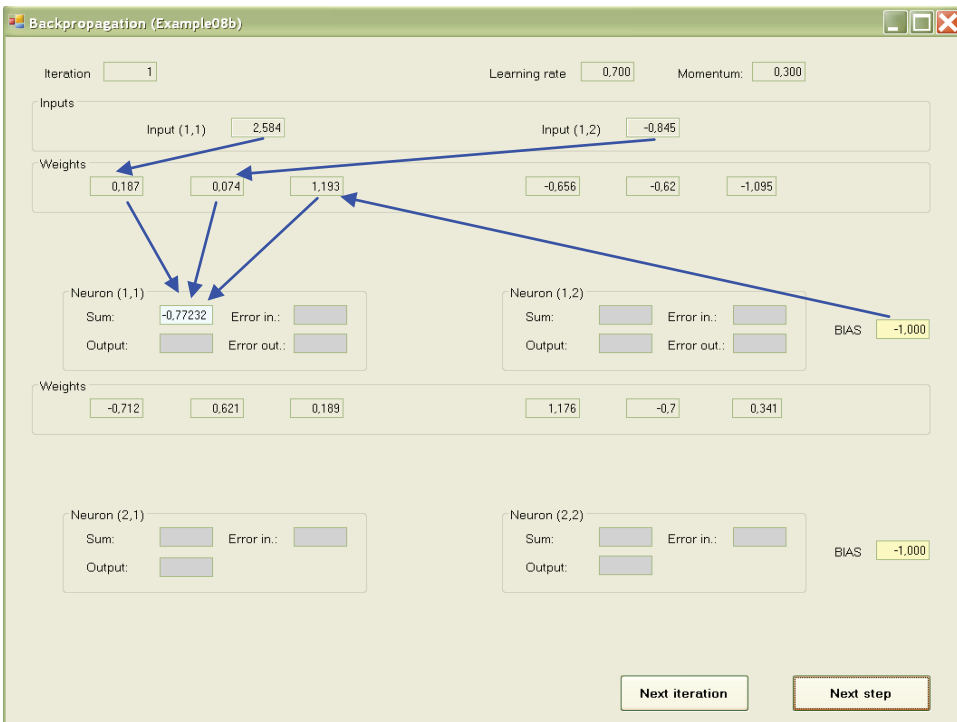 Backpropagation (Example08b)
Iteration 1 Learning rate 0,700 Momentum: 0,300
Inputs
Input (1,1) 2,584 Input (1,2) -0,845
Weights
0,187 0,074 1,193 -0,656 -0,62 -1,095
Neuron (1,1) Neuron (1,2)
Sum: -0,77232 Error in.: Sum: Error in.:
BIAS -1,000
Output: Error out.: Output: Error out.:
Weights
-0,712 0,621 0,189 1,176 -0,7 0,341
Neuron (2,1) Neuron (2,2)
Sum: Error in.: Sum: Error in.:
BIAS -1,000
Output: Output:
Next iteration Next step